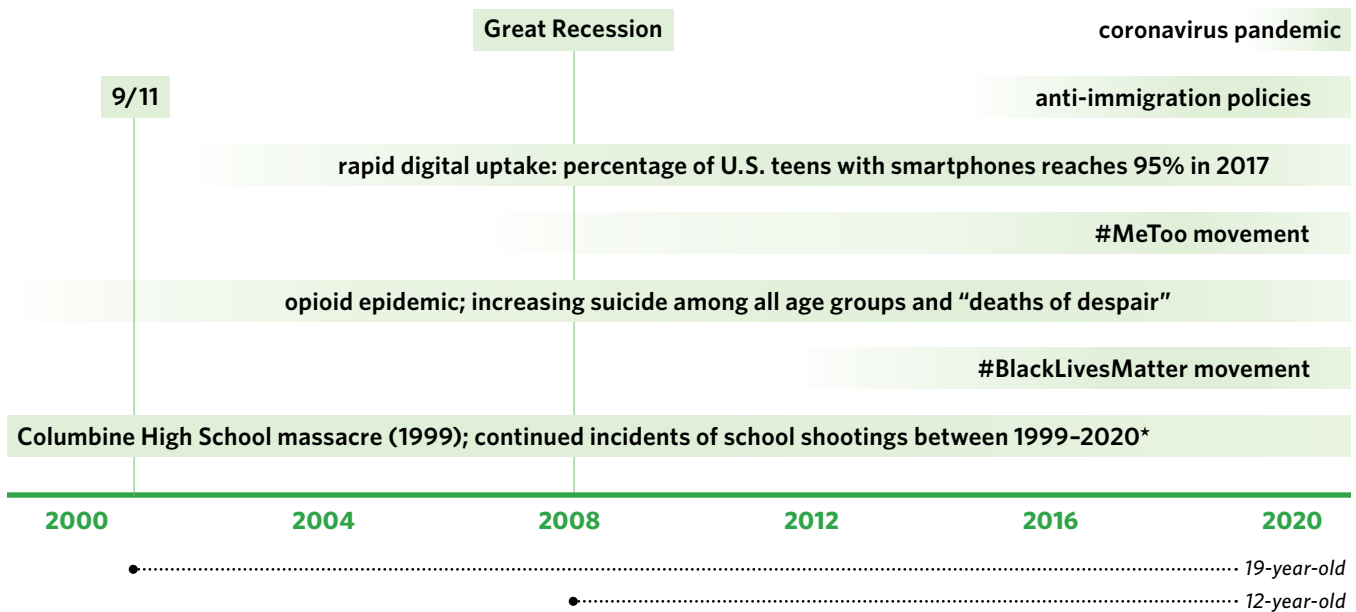 Great Recession
coronavirus pandemic
9/11
anti-immigration policies
rapid digital uptake: percentage of U.S. teens with smartphones reaches 95% in 2017
#MeToo movement
opioid epidemic; increasing suicide among all age groups and “deaths of despair”
#BlackLivesMatter movement
Columbine High School massacre (1999); continued incidents of school shootings between 1999–2020*
2000 2004 2008 2012 2016 2020
19-year-old
12-year-old